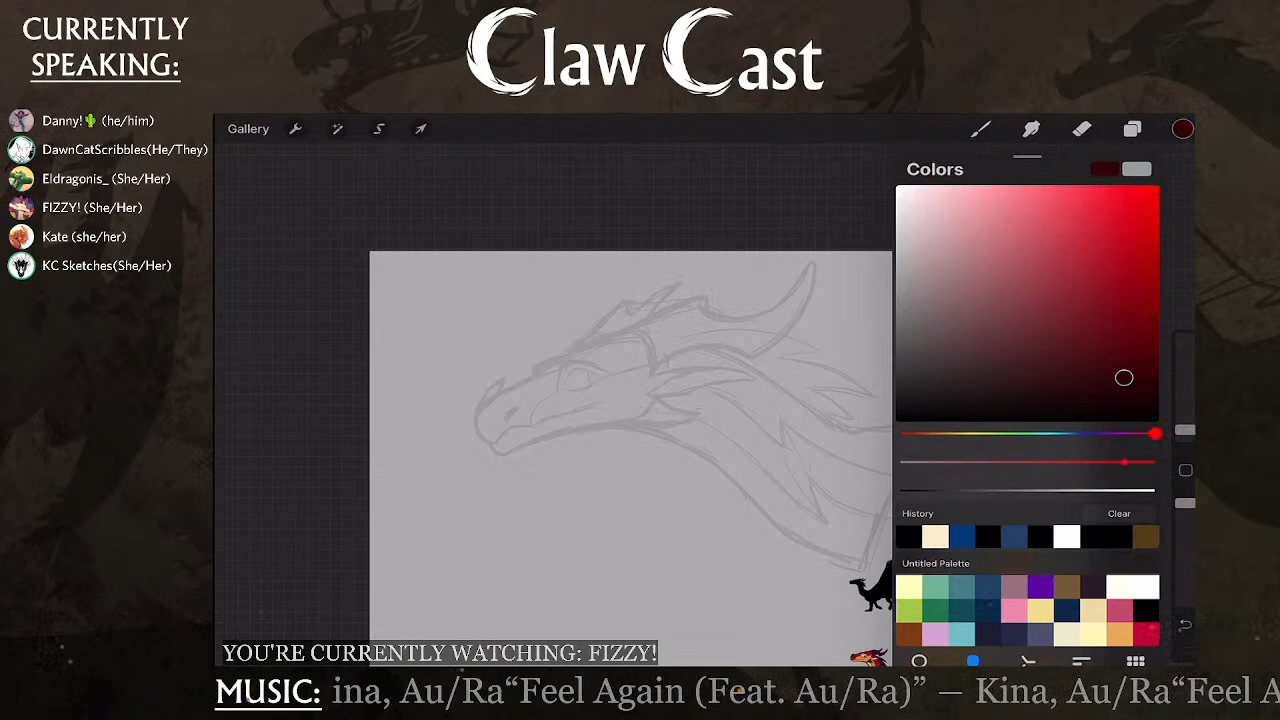 CURRENTLY
SPEAKING:
Claw Cast
Danny!🌵 (he/him)
DawnCatScribbles(He/They)
Eldragonis_ (She/Her)
FIZZY! (She/Her)
Kate (she/her)
KC Sketches(She/Her)
Gallery
Colors
History
Clear
Untitled Palette
YOU'RE CURRENTLY WATCHING: FIZZY!
MUSIC: ina, Au/Ra“Feel Again (Feat. Au/Ra)” — Kina, Au/Ra“Feel A